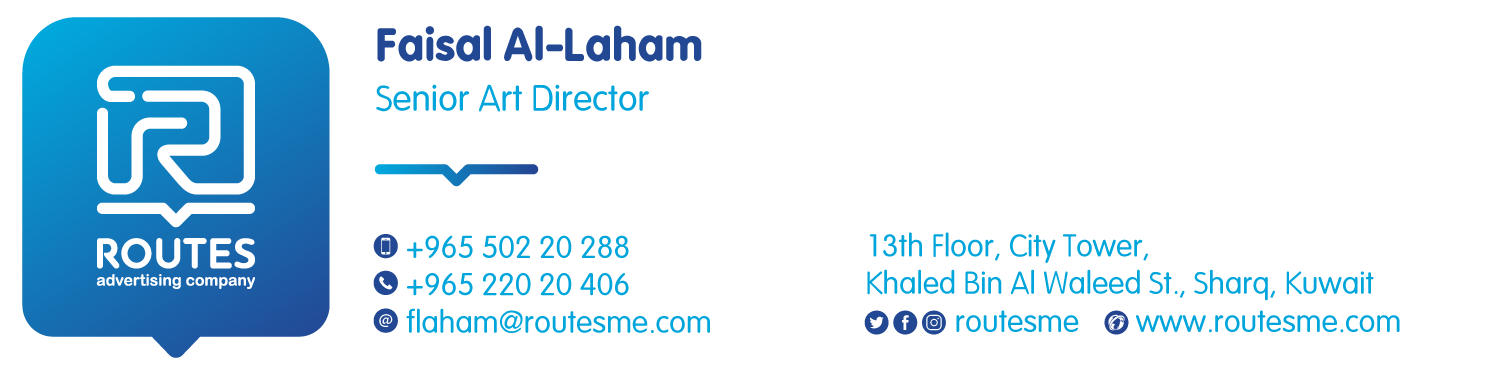 ROUTES
advertising company
Faisal Al-Laham
Senior Art Director
+965 502 20 288
+965 220 20 406
@ flaham@routesme.com
13th Floor, City Tower,
Khaled Bin Al Waleed St., Sharq, Kuwait
routesme www.routesme.com